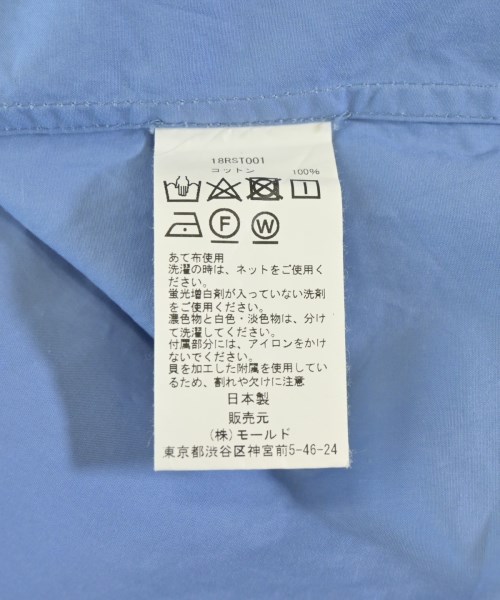 18RST001
コットン 100%
F W
あて布使用
洗濯の時は、ネットをご使用く
ださい。
蛍光増白剤が入っていない洗剤
をご使用ください。
濃色物と白色・淡色物は、分け
て洗濯してください。
付属部分には、アイロンをかけ
ないでください。
貝を加工した附属を使用してい
るため、割れや欠けに注意
日本製
販売元
(株)モールド
東京都渋谷区神宮前5-46-24